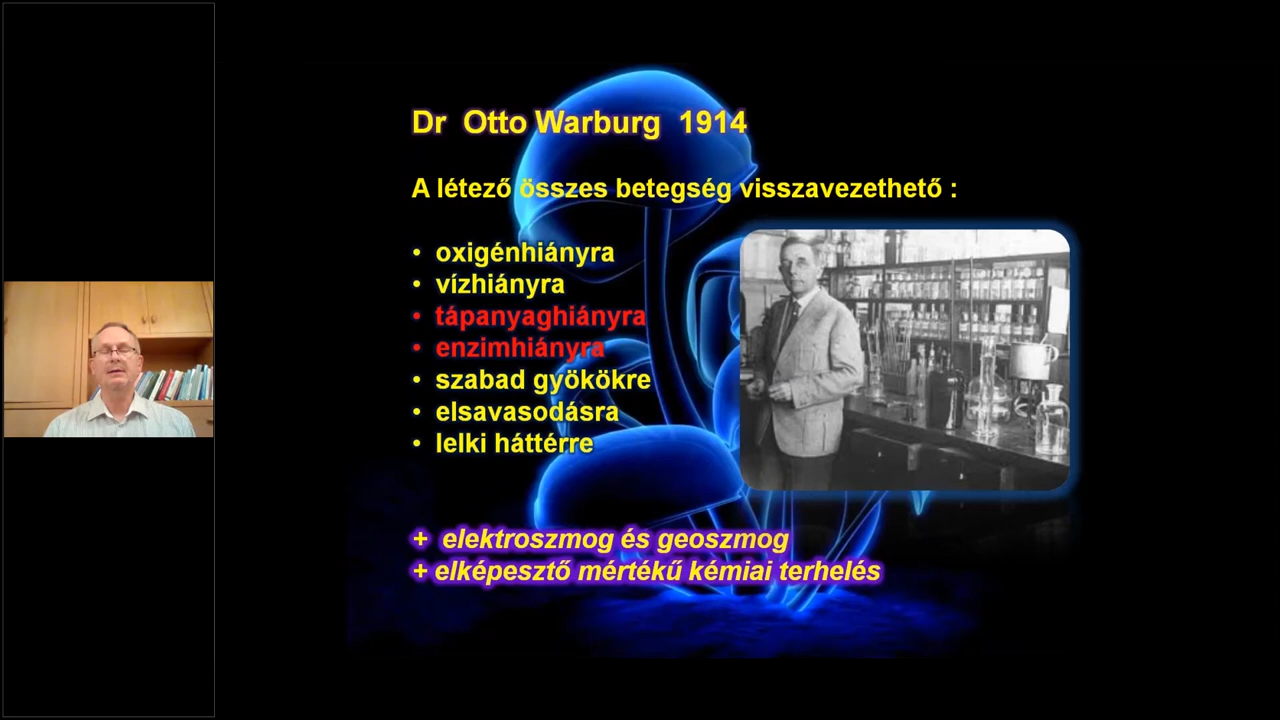 Dr Otto Warburg 1914
A létező összes betegség visszavezethető :
• oxigénhiányra
• vízhiányra
• tápanyaghiányra
• enzimhiányra
• szabad gyökökre
• elsavasodásra
• lelki háttérre
+ elektroszmog és geoszmog
+ elképesztő mértékű kémiai terhelés